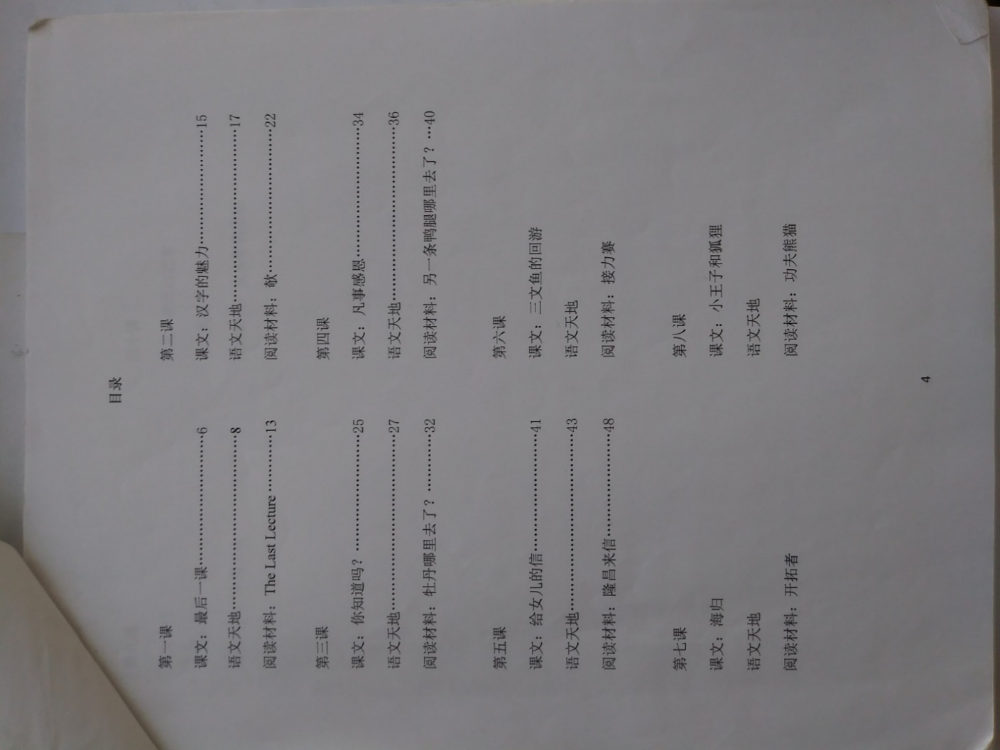 目录
第一课
课文：最后一课……………………6
语文天地……………………………8
阅读材料：The Last Lecture…………13
第二课
课文：汉字的魅力…………………15
语文天地……………………………17
阅读材料：欹………………………22
第三课
课文：你知道吗？…………………25
语文天地……………………………27
阅读材料：牡丹哪里去了？…………32
第四课
课文：凡事感恩……………………34
语文天地……………………………36
阅读材料：另一条鸭腿哪里去了？…40
第五课
课文：给女儿的信…………………41
语文天地……………………………43
阅读材料：隆昌来信………………48
第六课
课文：三文鱼的回游
语文天地
阅读材料：接力赛
第七课
课文：海归
语文天地
阅读材料：开拓者
第八课
课文：小王子和狐狸
语文天地
阅读材料：功夫熊猫
4